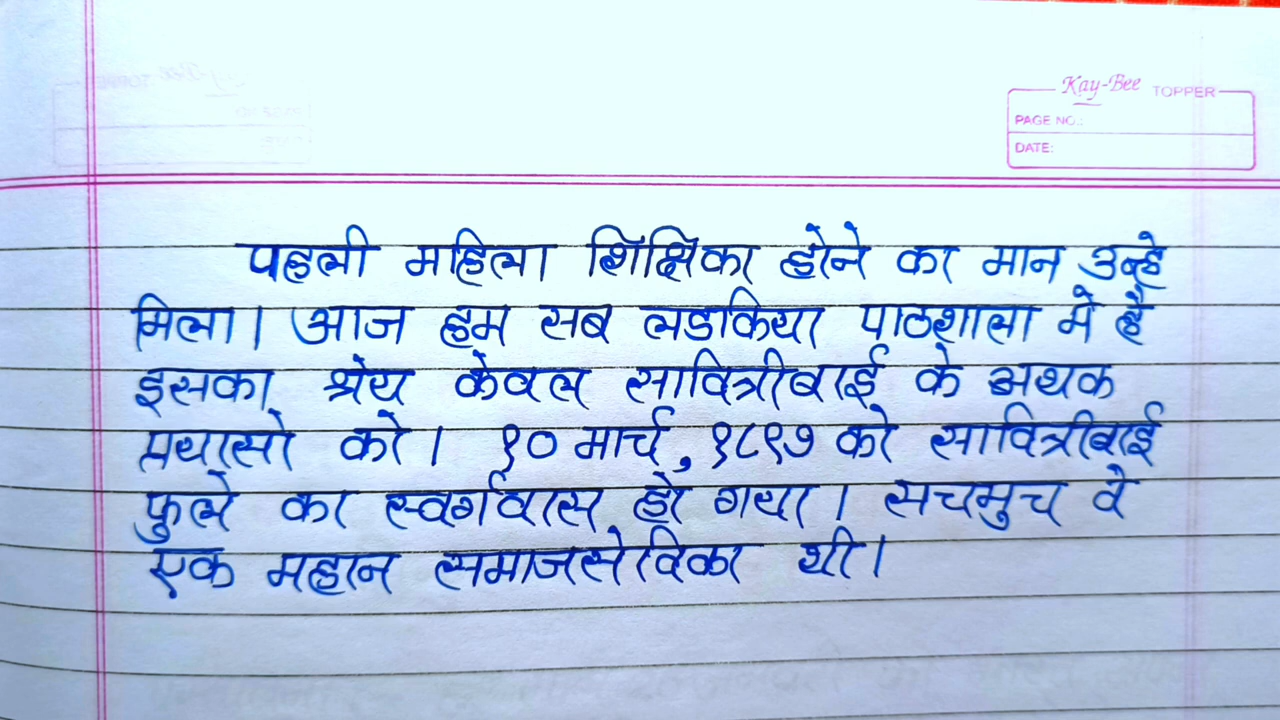 Kay-Bee TOPPER
PAGE NO.:
DATE:
पहली महिला शिक्षिका होने का मान उन्हे
मिला। आज हम सब लडकिया पाठशाला मे है
इसका श्रेय केवल सावित्रीबाई के अथक
प्रयासो को। १० मार्च, १८९७ को सावित्रीबाई
फुले का स्वर्गवास हो गया। सचमुच वे
एक महान समाजसेविका थी।